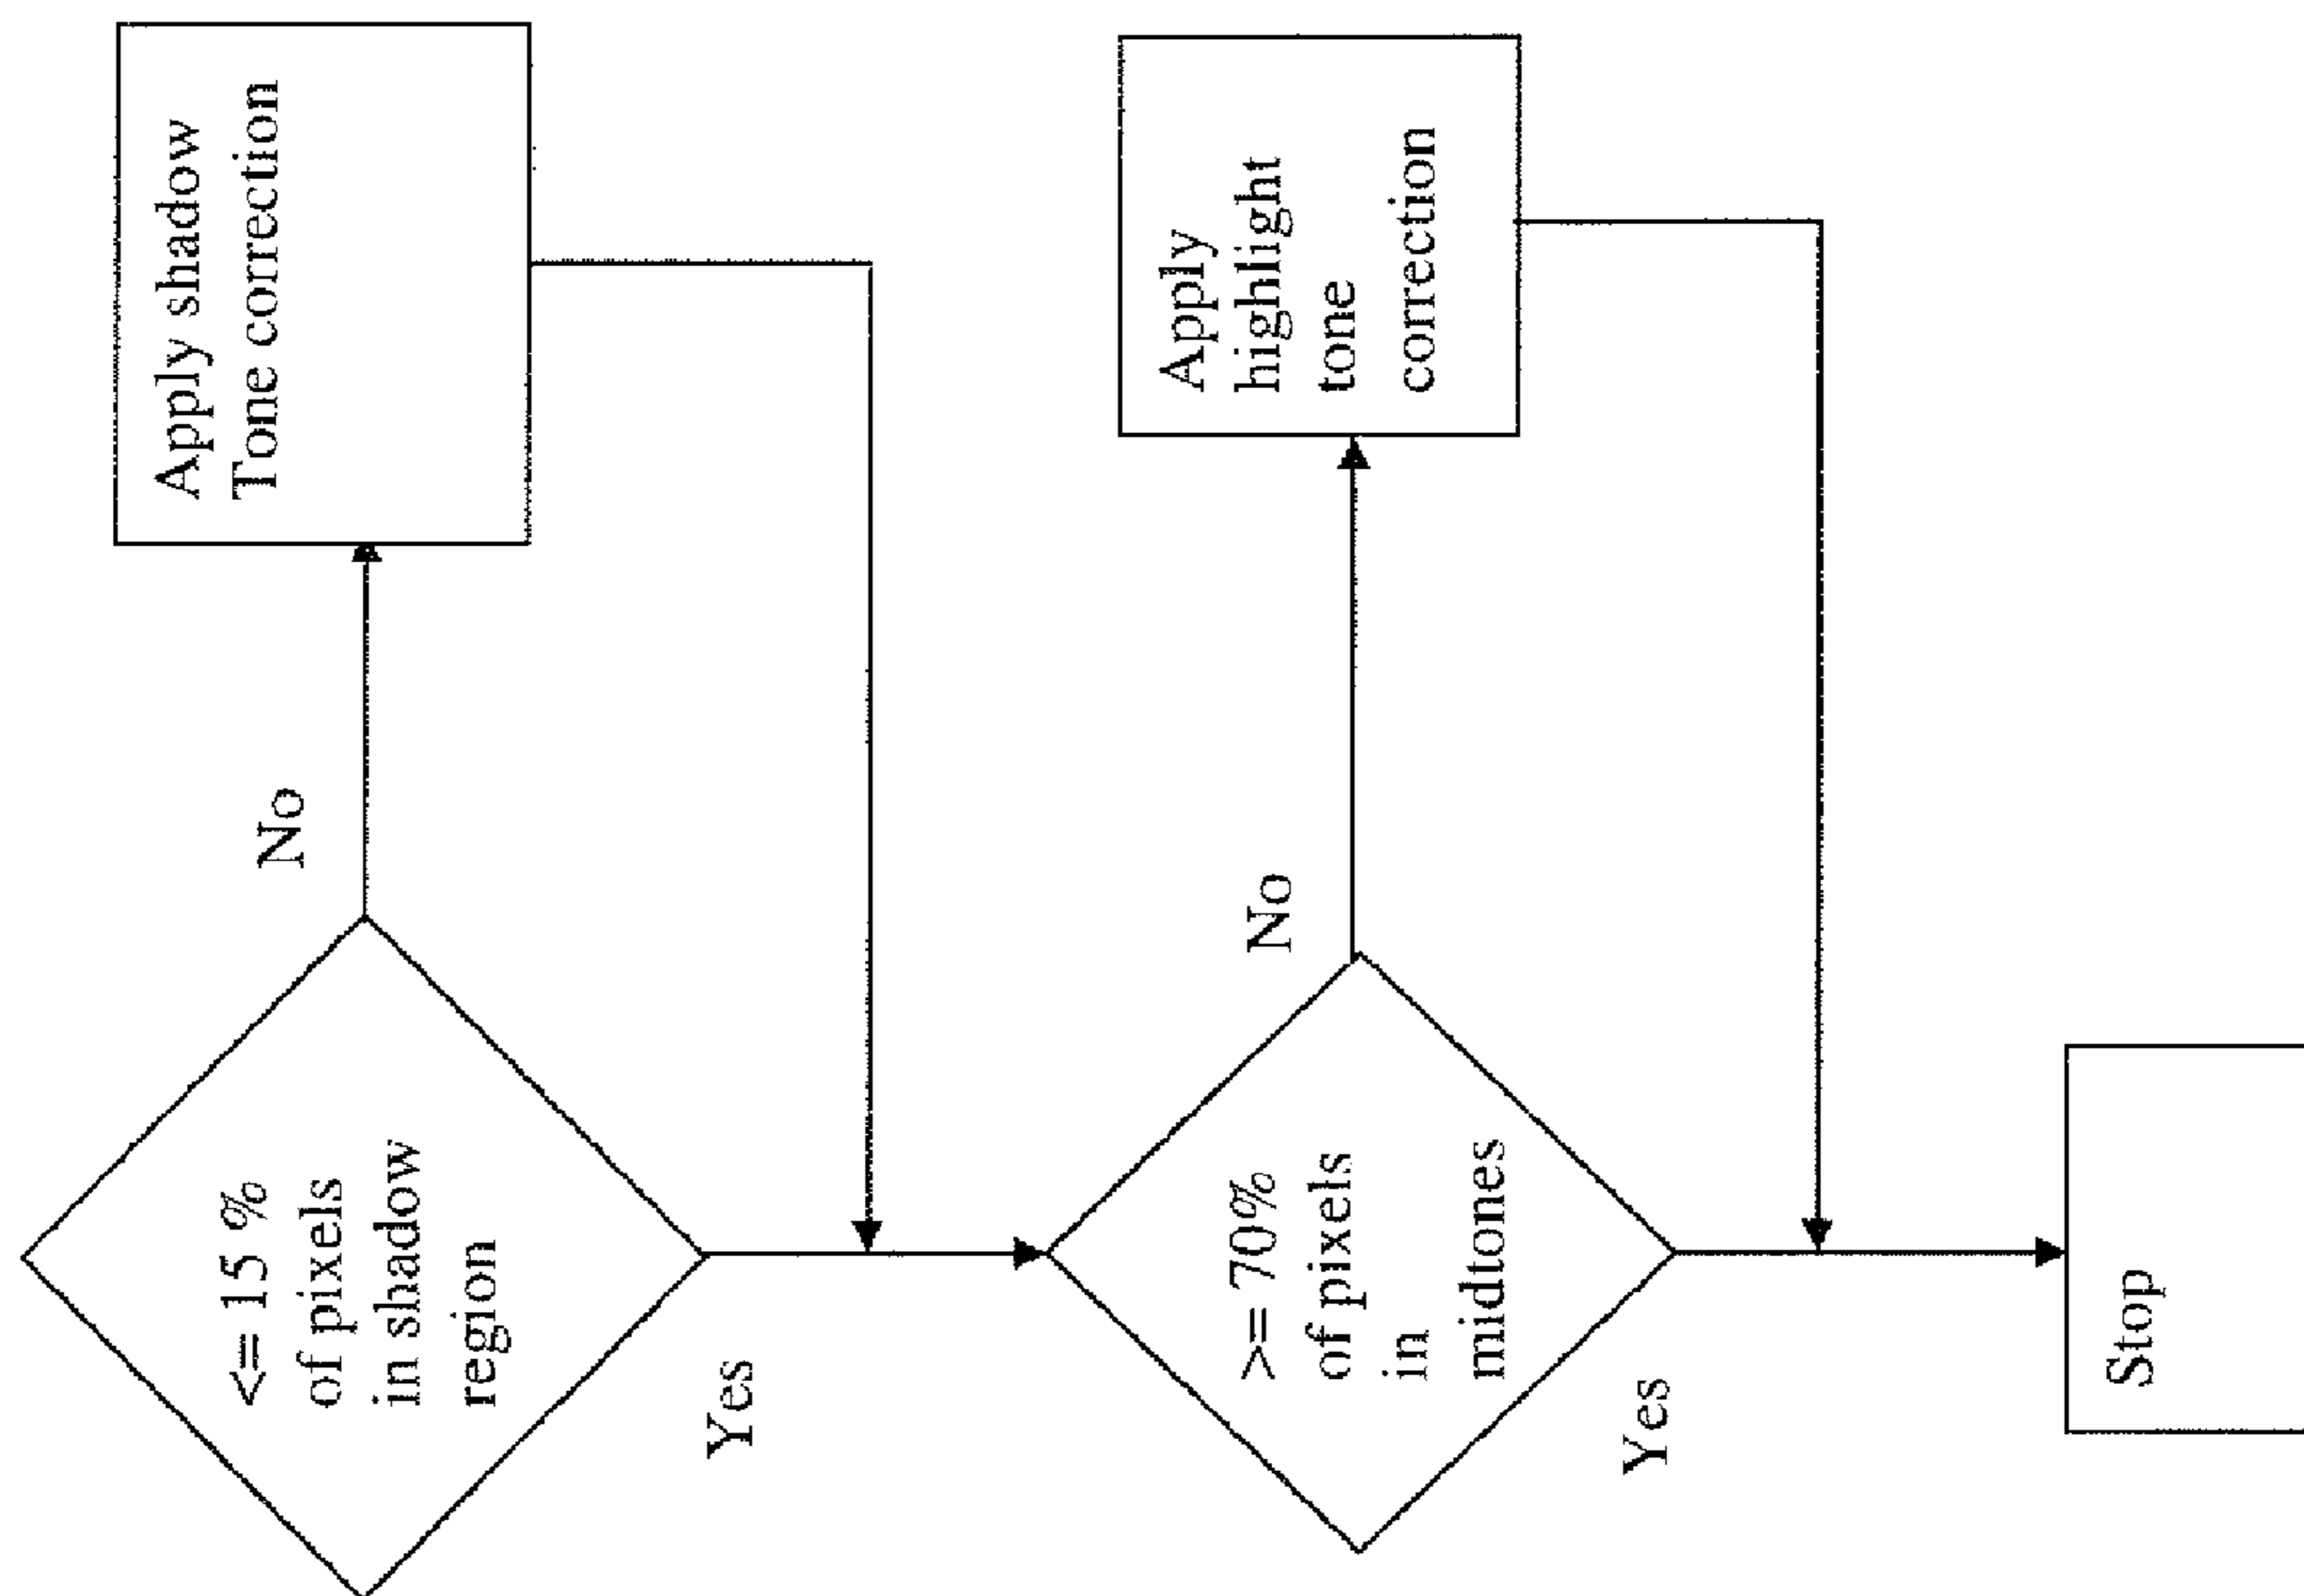 <= 15 %
of pixels
in shadow
region
No
Apply shadow
Tone correction
Yes
>= 70%
of pixels
in
midtones
No
Apply
highlight
tone
correction
Yes
Stop